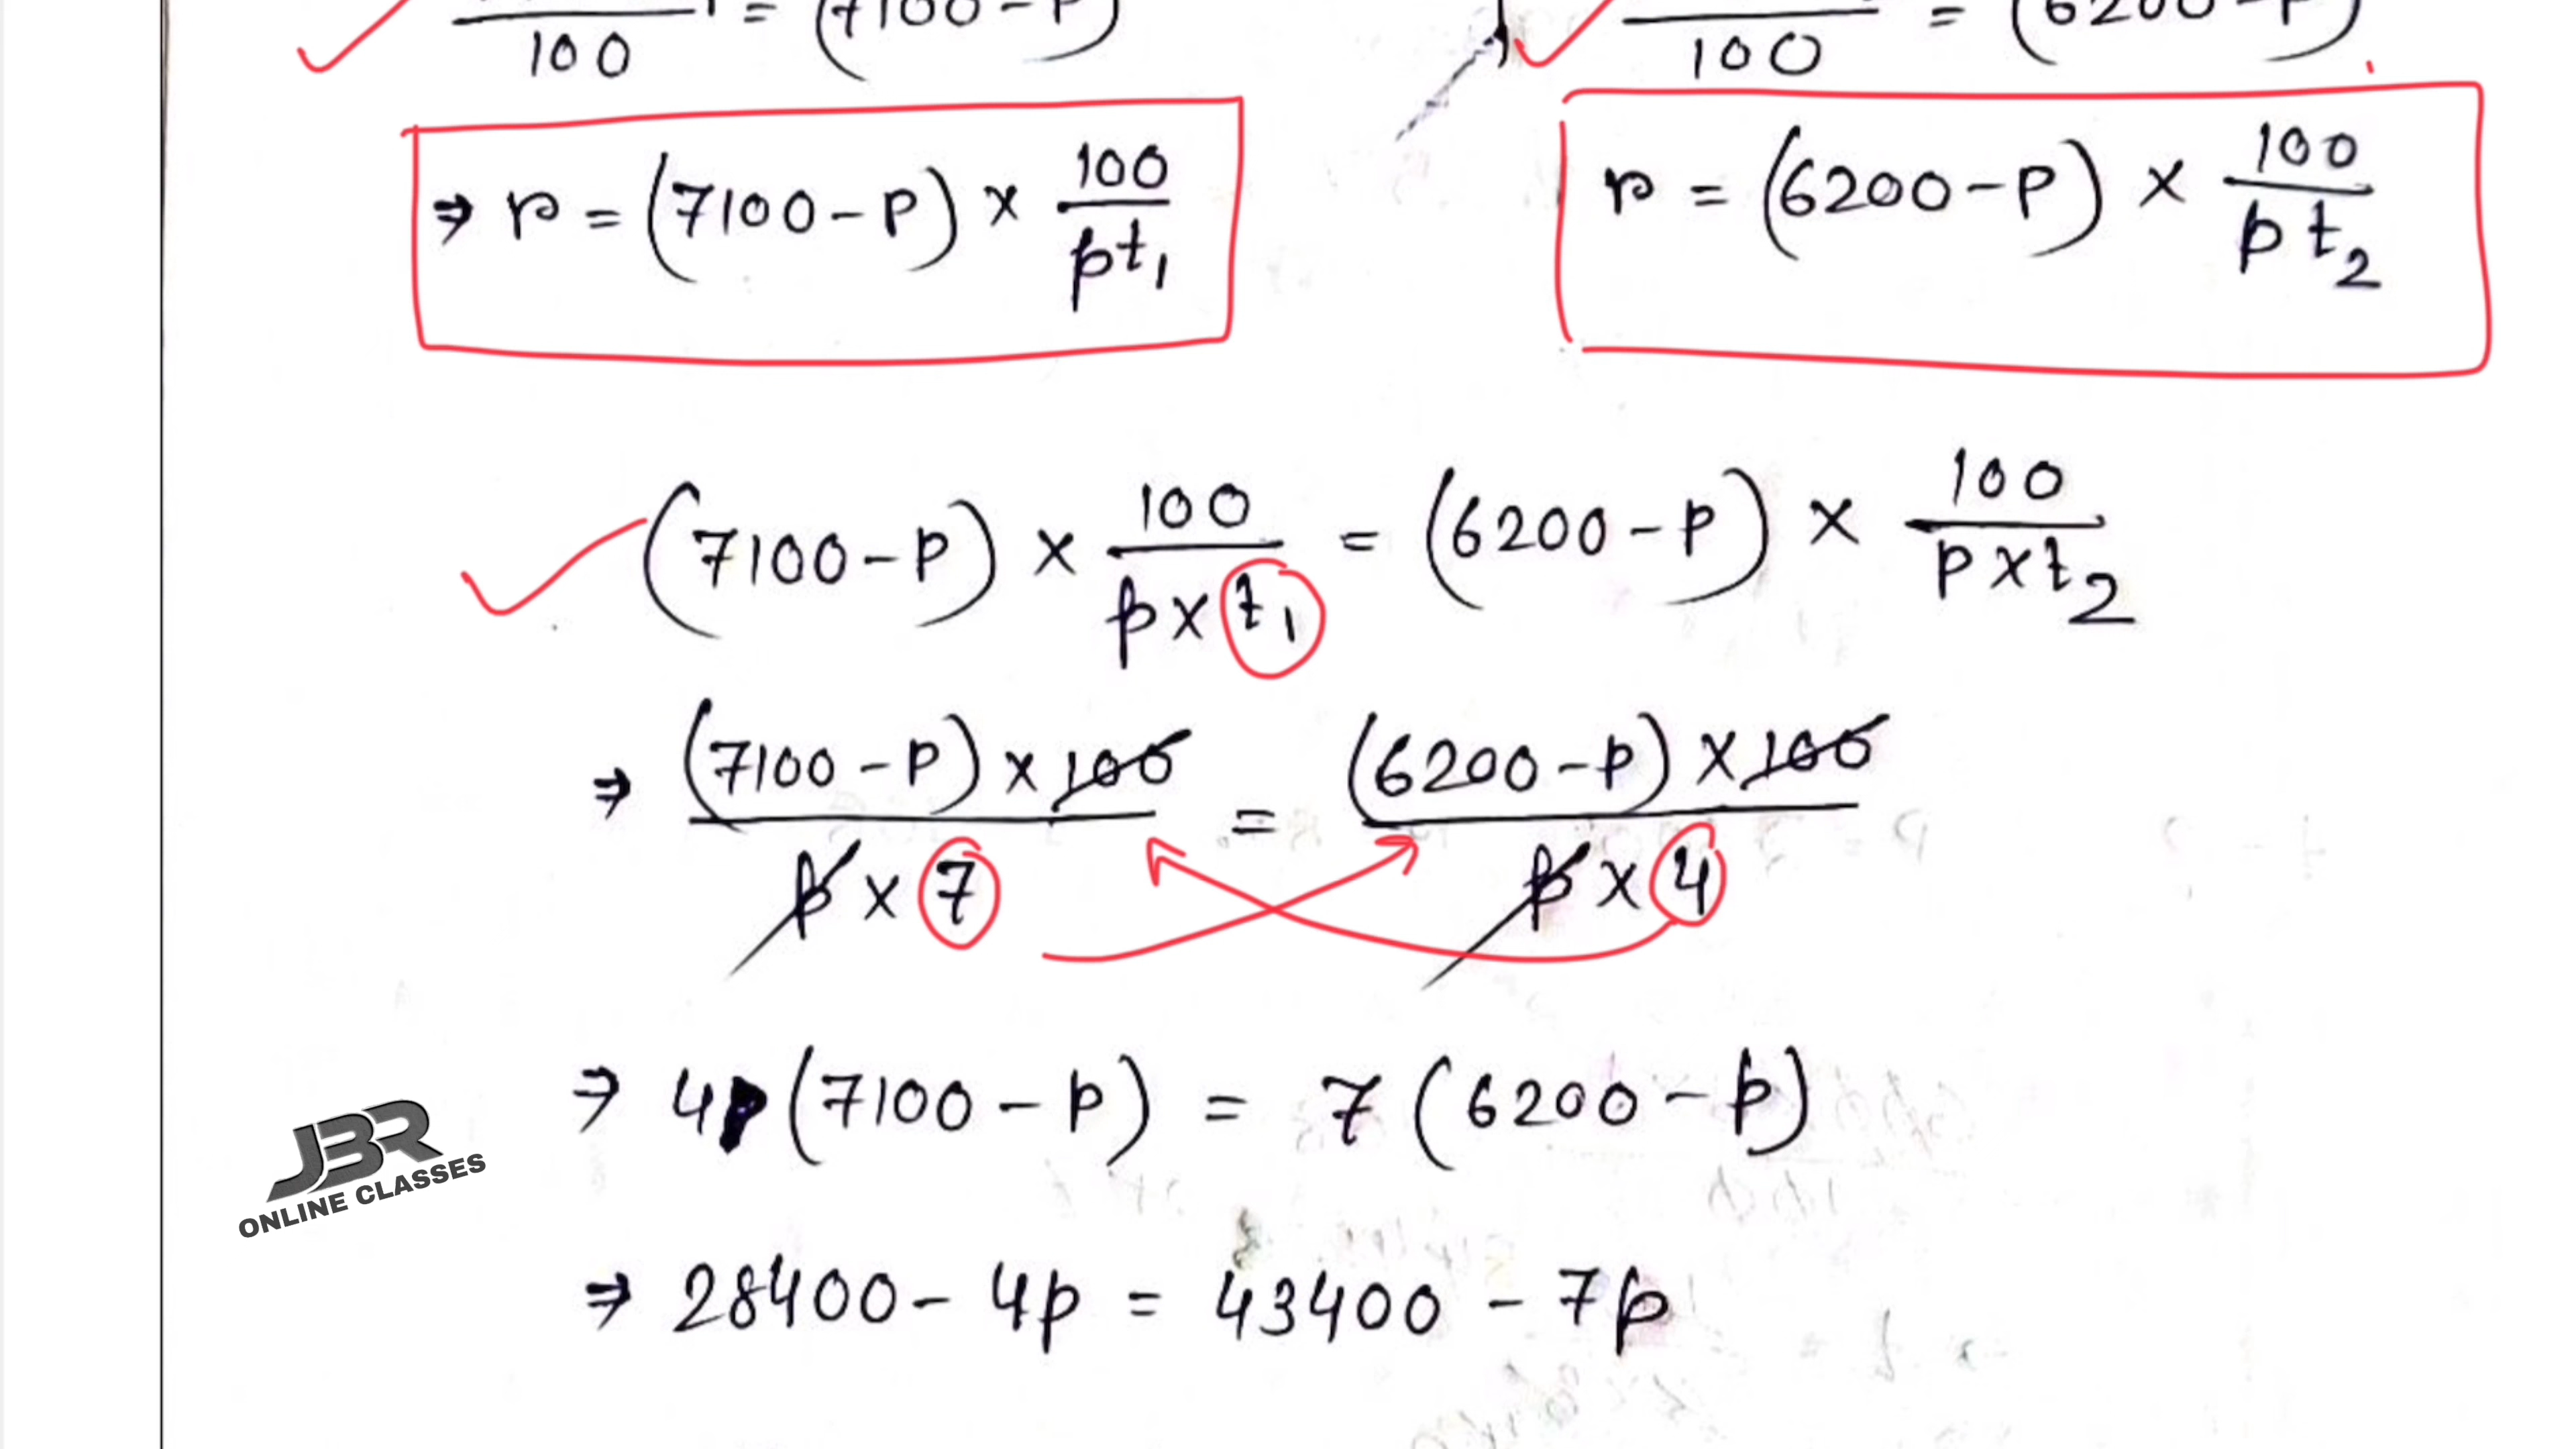 100 = (7100-P) 100 = (6200-P)
⇒ r = (7100-P) × 100/pt₁ r = (6200-P) × 100/pt₂
(7100-P) × 100/p×t₁ = (6200-P) × 100/p×t₂
⇒ (7100-P)×100/p×7 = (6200-P)×100/p×4
⇒ 4(7100-p) = 7(6200-p)
⇒ 28400-4p = 43400-7p
JBR
ONLINE CLASSES